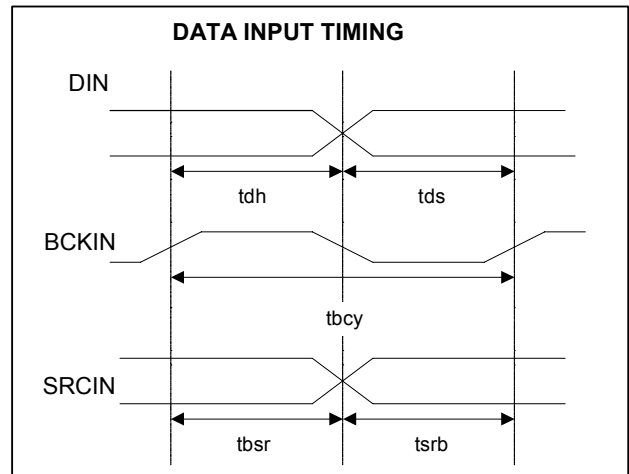 DATA INPUT TIMING
DIN
tdh tds
BCKIN
tbcy
SRCIN
tbsr tsrb